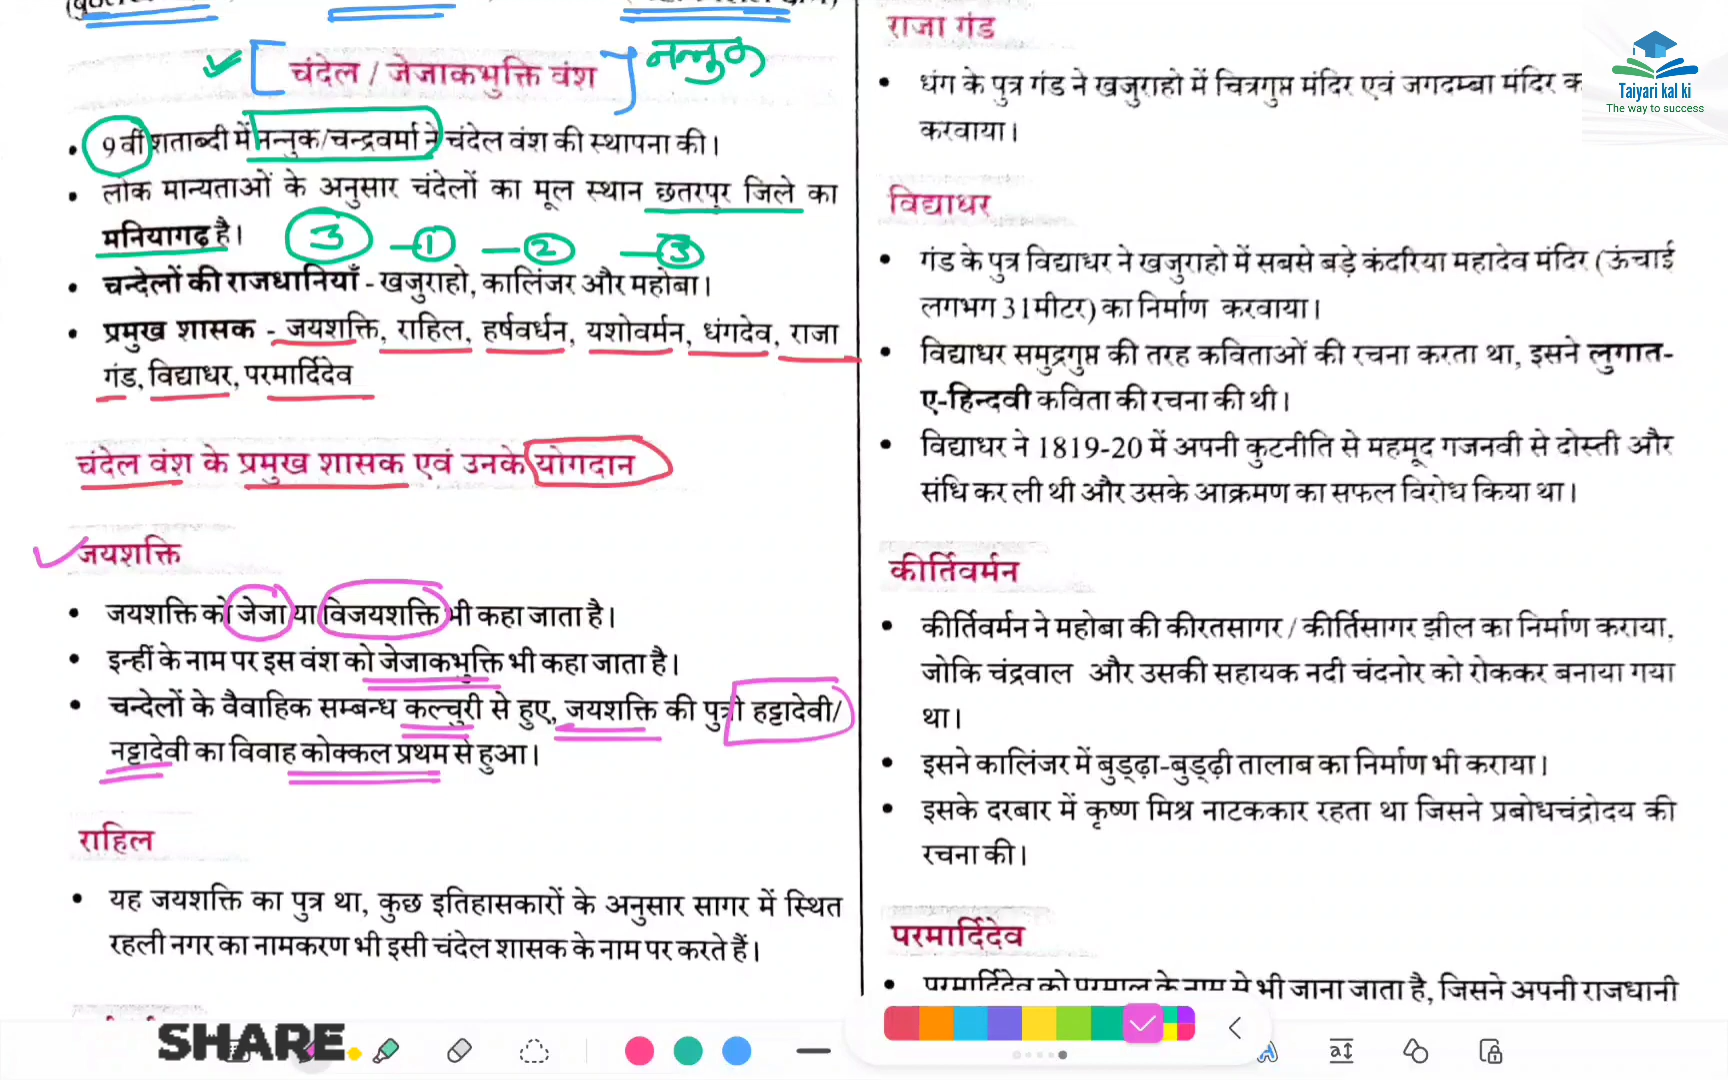 चंदेल / जेजाकभुक्ति वंश
नन्नुक
9वीं शताब्दी में नन्नुक/चन्द्रवर्मा ने चंदेल वंश की स्थापना की।
लोक मान्यताओं के अनुसार चंदेलों का मूल स्थान छतरपुर जिले का
मनियागढ़ है।
3 1 2 3
चन्देलों की राजधानियाँ - खजुराहो, कालिंजर और महोबा।
प्रमुख शासक - जयशक्ति, राहिल, हर्षवर्धन, यशोवर्मन, धंगदेव, राजा
गंड, विद्याधर, परमार्दिदेव
चंदेल वंश के प्रमुख शासक एवं उनके योगदान
जयशक्ति
जयशक्ति को जेजा या विजयशक्ति भी कहा जाता है।
इन्हीं के नाम पर इस वंश को जेजाकभुक्ति भी कहा जाता है।
चन्देलों के वैवाहिक सम्बन्ध कल्चुरी से हुए, जयशक्ति की पुत्री हट्टादेवी/
नट्टादेवी का विवाह कोक्कल प्रथम से हुआ।
राहिल
यह जयशक्ति का पुत्र था, कुछ इतिहासकारों के अनुसार सागर में स्थित
रहली नगर का नामकरण भी इसी चंदेल शासक के नाम पर करते हैं।
राजा गंड
धंग के पुत्र गंड ने खजुराहो में चित्रगुप्त मंदिर एवं जगदम्बा मंदिर क
करवाया।
विद्याधर
गंड के पुत्र विद्याधर ने खजुराहो में सबसे बड़े कंदरिया महादेव मंदिर (ऊंचाई
लगभग 31मीटर) का निर्माण करवाया।
विद्याधर समुद्रगुप्त की तरह कविताओं की रचना करता था, इसने लुगात-
ए-हिन्दवी कविता की रचना की थी।
विद्याधर ने 1819-20 में अपनी कुटनीति से महमूद गजनवी से दोस्ती और
संधि कर ली थी और उसके आक्रमण का सफल विरोध किया था।
कीर्तिवर्मन
कीर्तिवर्मन ने महोबा की कीरतसागर / कीर्तिसागर झील का निर्माण कराया,
जोकि चंद्रवाल और उसकी सहायक नदी चंदनोर को रोककर बनाया गया
था।
इसने कालिंजर में बुड्ढ़ा-बुड्ढ़ी तालाब का निर्माण भी कराया।
इसके दरबार में कृष्ण मिश्र नाटककार रहता था जिसने प्रबोधचंद्रोदय की
रचना की।
परमार्दिदेव
परमार्दिदेव को परमाल के नाम से भी जाना जाता है, जिसने अपनी राजधानी
Taiyari kal ki
The way to success
SHARE.